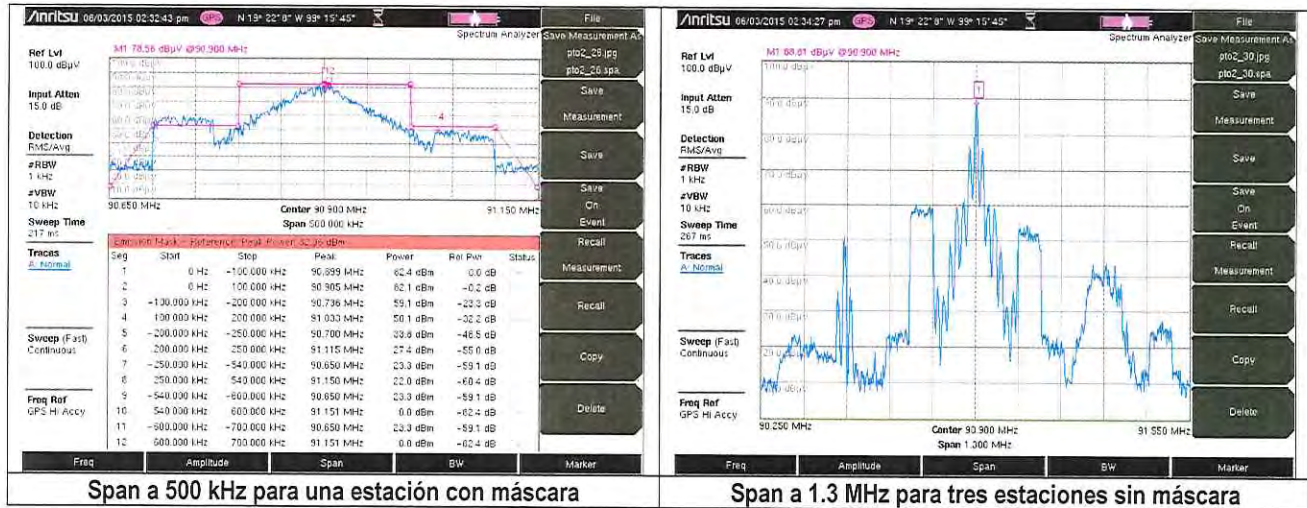 Anritsu 06/03/2015 02:32:43 pm GPS N 19° 22' 8" W 99° 15' 45"
Spectrum Analyzer
M1 78.56 dBµV @90.900 MHz
Ref Lvl
100.0 dBµV
Input Atten
15.0 dB
Detection
RMS/Avg
#RBW
1 kHz
#VBW
10 kHz
Sweep Time
217 ms
Traces
A: Normal
Sweep (Fast)
Continuous
Freq Ref
GPS Hi Accy
4
90.650 MHz
Center 90.900 MHz
Span 500.000 kHz
91.150 MHz
Emission Mask - Reference: Peak Power
Seg Start Stop Peak Power Rel Pwr Status
1 0 Hz -100.000 kHz 90.899 MHz 62.4 dBm 0.0 dB
2 0 Hz 100.000 kHz 90.905 MHz 62.1 dBm -0.2 dB
3 -100.000 kHz -200.000 kHz 90.736 MHz 59.1 dBm -23.3 dB
4 100.000 kHz 200.000 kHz 91.033 MHz 50.1 dBm -32.2 dB
5 -200.000 kHz -250.000 kHz 90.700 MHz 33.8 dBm -48.5 dB
6 200.000 kHz 250.000 kHz 91.115 MHz 27.4 dBm -55.0 dB
7 -250.000 kHz -540.000 kHz 90.650 MHz 23.3 dBm -59.1 dB
8 250.000 kHz 540.000 kHz 91.150 MHz 22.0 dBm -60.4 dB
9 -540.000 kHz -600.000 kHz 90.650 MHz 23.3 dBm -59.1 dB
10 540.000 kHz 600.000 kHz 91.151 MHz 0.0 dBm -82.4 dB
11 -600.000 kHz -700.000 kHz 90.650 MHz 23.3 dBm -59.1 dB
12 600.000 kHz 700.000 kHz 91.151 MHz 0.0 dBm -82.4 dB
File
Save Measurement As
Save
Measurement
Save
Save
On
Event
Recall
Measurement
Recall
Copy
Delete
Freq Amplitude Span BW Marker
Span a 500 kHz para una estación con máscara
Anritsu 06/03/2015 02:34:27 pm GPS N 19° 22' 8" W 99° 15' 45"
Spectrum Analyzer
@90.900 MHz
Ref Lvl
100.0 dBµV
Input Atten
15.0 dB
Detection
RMS/Avg
#RBW
1 kHz
#VBW
10 kHz
Sweep Time
267 ms
Traces
A: Normal
Sweep (Fast)
Continuous
Freq Ref
GPS Hi Accy
1
90.250 MHz
Center 90.900 MHz
Span 1.300 MHz
91.550 MHz
File
Save Measurement As
pto2_30.jpg
pto2_30.spa
Save
Measurement
Save
Save
On
Event
Recall
Measurement
Recall
Copy
Delete
Freq Amplitude Span BW Marker
Span a 1.3 MHz para tres estaciones sin máscara